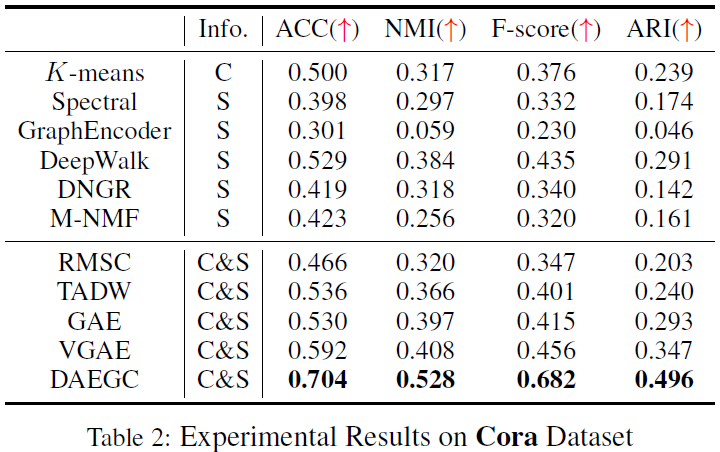 Info. ACC(↑) NMI(↑) F-score(↑) ARI(↑)
K-means C 0.500 0.317 0.376 0.239
Spectral S 0.398 0.297 0.332 0.174
GraphEncoder S 0.301 0.059 0.230 0.046
DeepWalk S 0.529 0.384 0.435 0.291
DNGR S 0.419 0.318 0.340 0.142
M-NMF S 0.423 0.256 0.320 0.161
RMSC C&S 0.466 0.320 0.347 0.203
TADW C&S 0.536 0.366 0.401 0.240
GAE C&S 0.530 0.397 0.415 0.293
VGAE C&S 0.592 0.408 0.456 0.347
DAEGC C&S 0.704 0.528 0.682 0.496
Table 2: Experimental Results on Cora Dataset